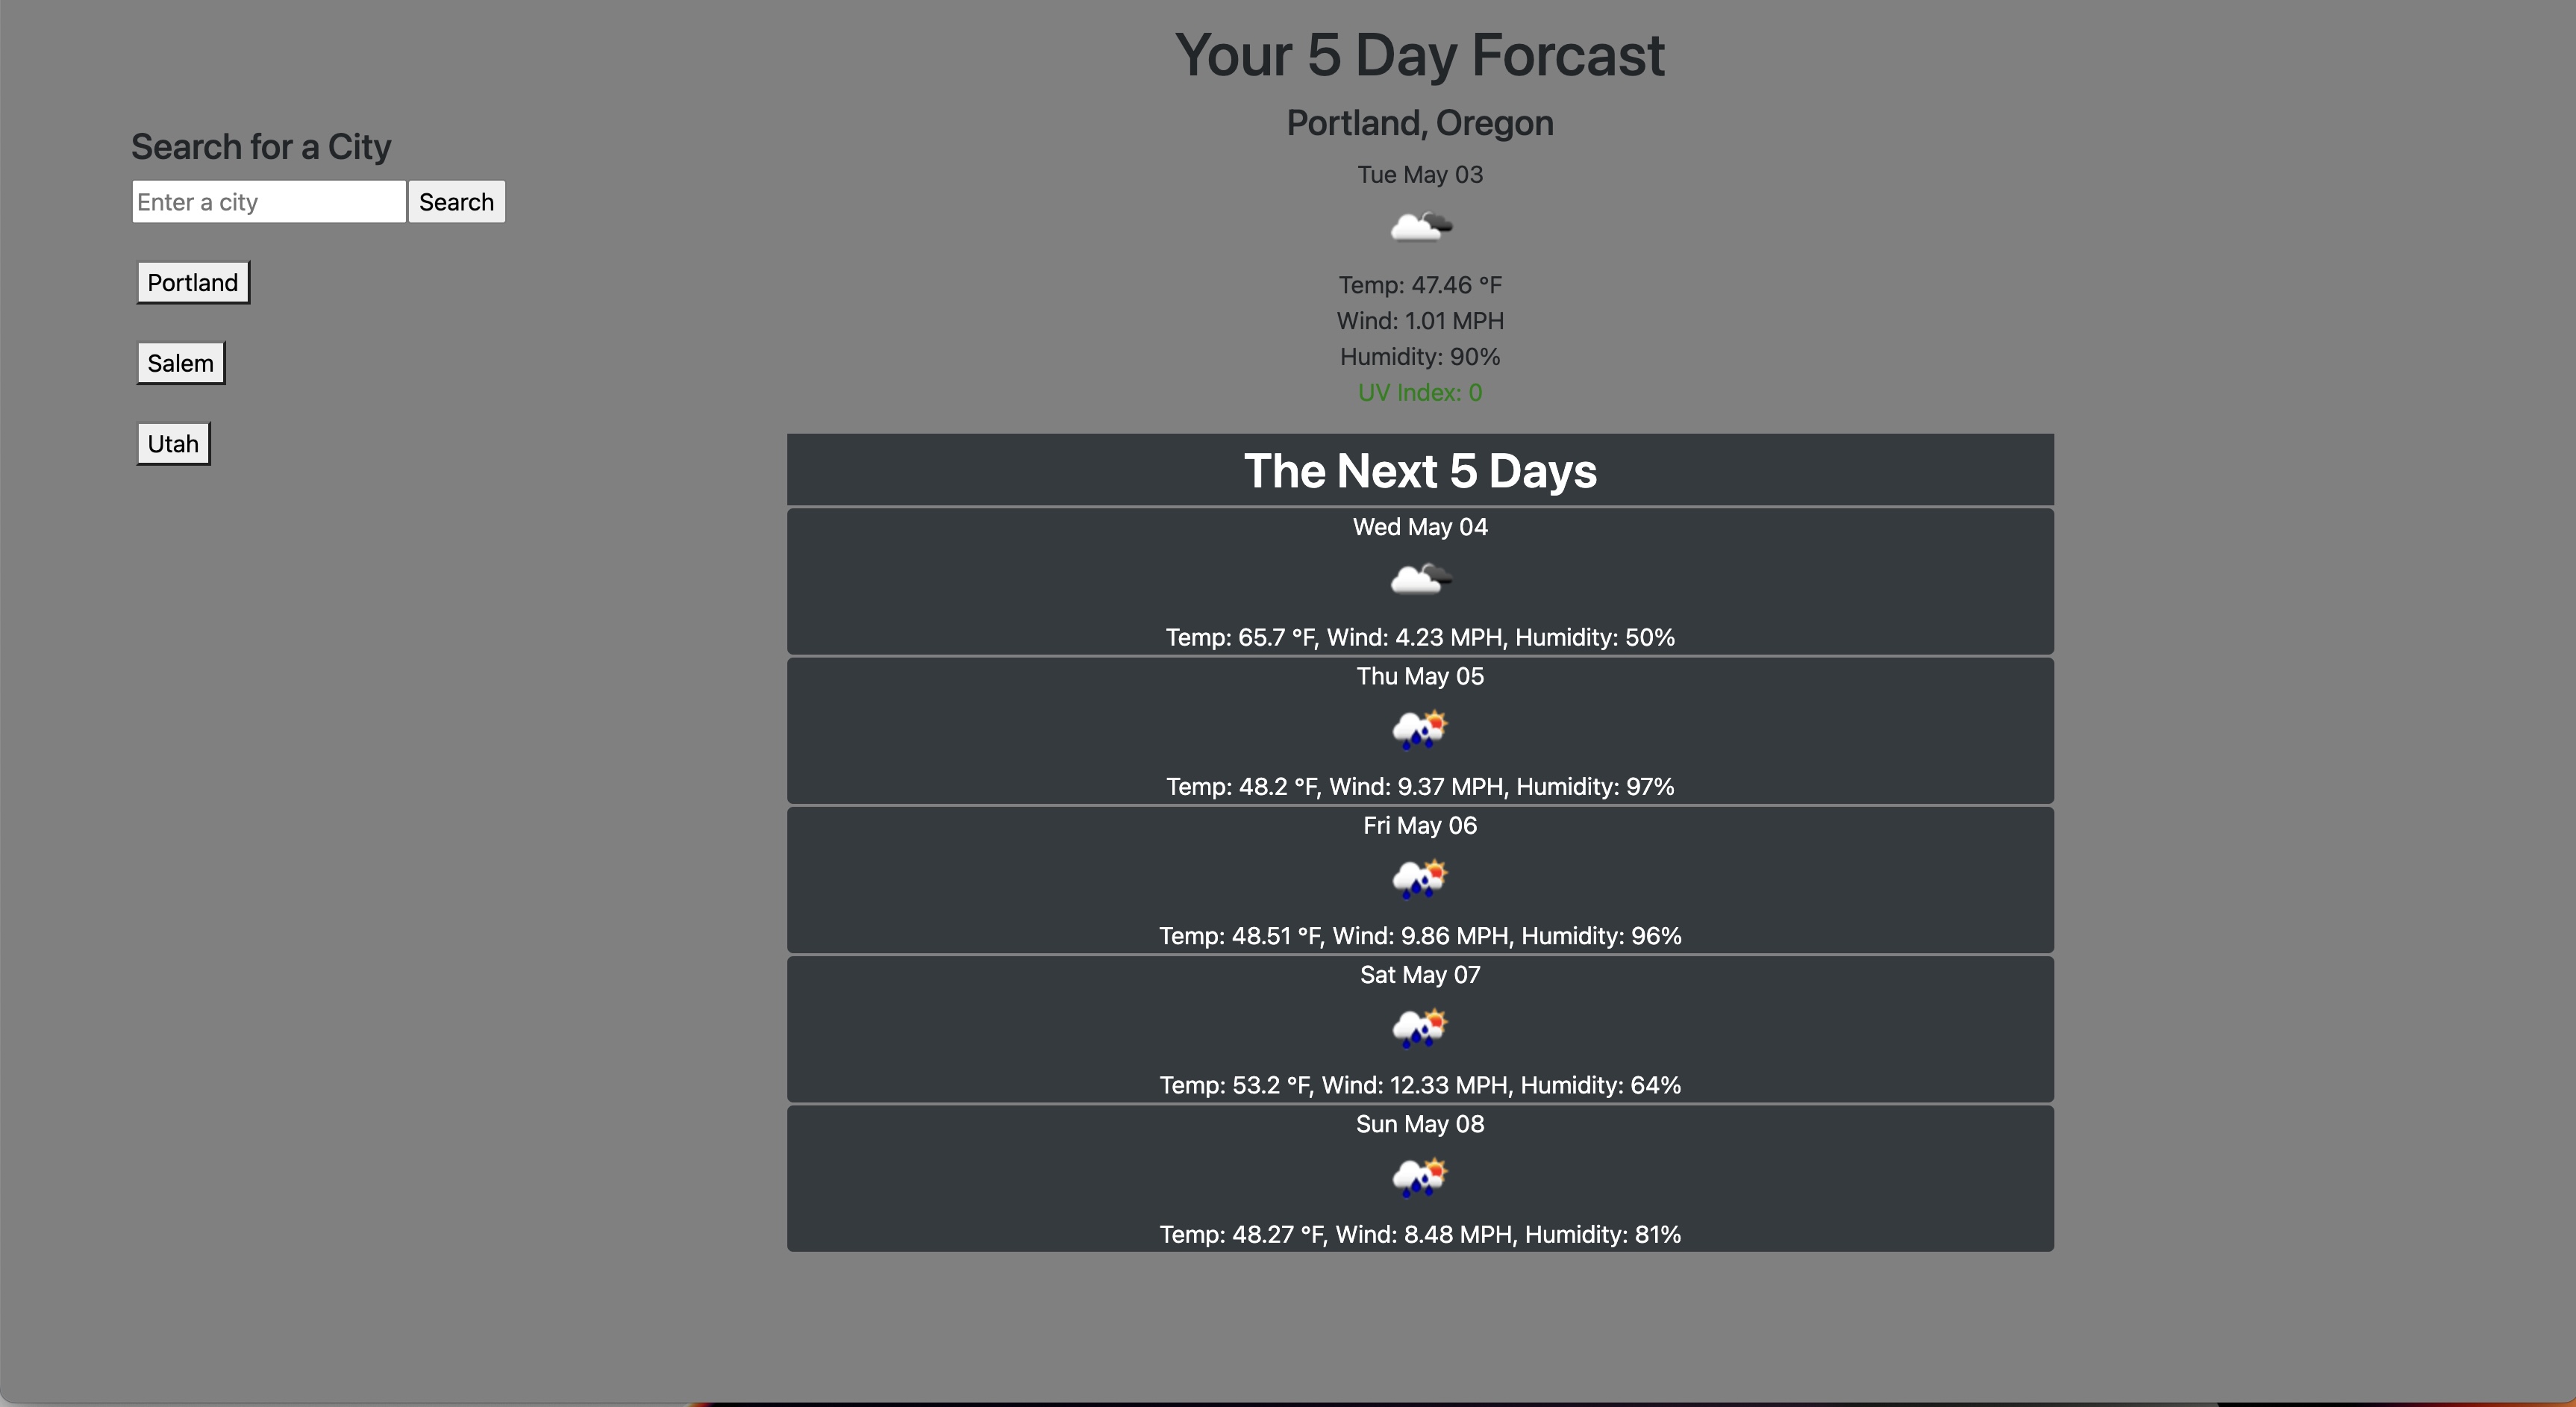 Your 5 Day Forcast
Portland, Oregon
Tue May 03
Temp: 47.46 °F
Wind: 1.01 MPH
Humidity: 90%
UV Index: 0
Search for a City
Enter a city
Search
Portland
Salem
Utah
The Next 5 Days
Wed May 04
Temp: 65.7 °F, Wind: 4.23 MPH, Humidity: 50%
Thu May 05
Temp: 48.2 °F, Wind: 9.37 MPH, Humidity: 97%
Fri May 06
Temp: 48.51 °F, Wind: 9.86 MPH, Humidity: 96%
Sat May 07
Temp: 53.2 °F, Wind: 12.33 MPH, Humidity: 64%
Sun May 08
Temp: 48.27 °F, Wind: 8.48 MPH, Humidity: 81%